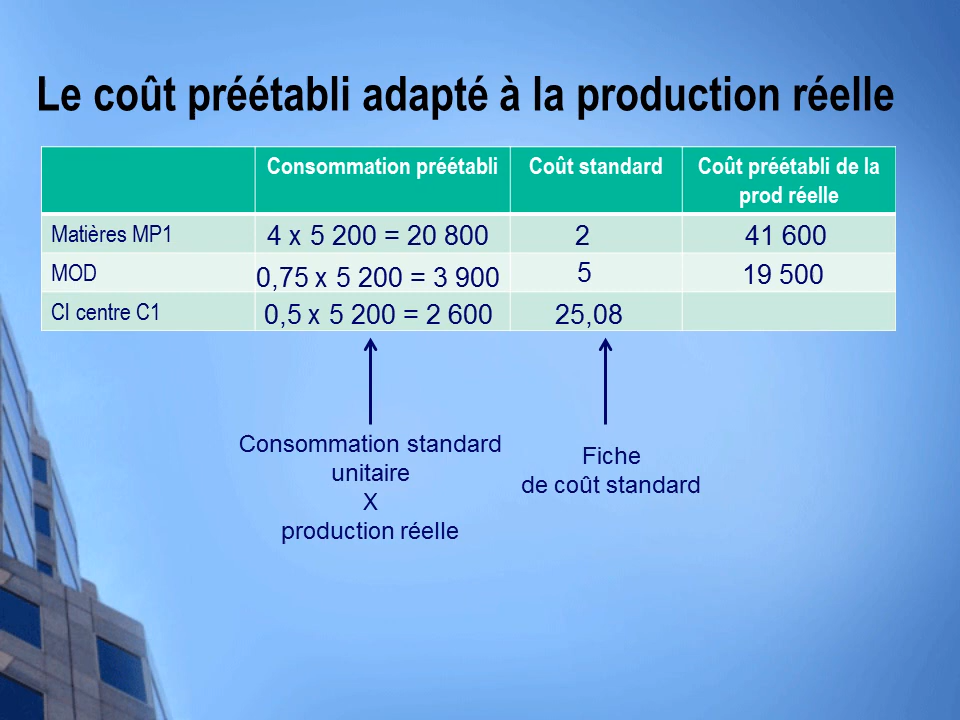 Le coût préétabli adapté à la production réelle
Consommation préétabli Coût standard Coût préétabli de la
prod réelle
Matières MP1 4 x 5 200 = 20 800 2 41 600
MOD 0,75 x 5 200 = 3 900 5 19 500
CI centre C1 0,5 x 5 200 = 2 600 25,08
Consommation standard
unitaire
X
production réelle
Fiche
de coût standard